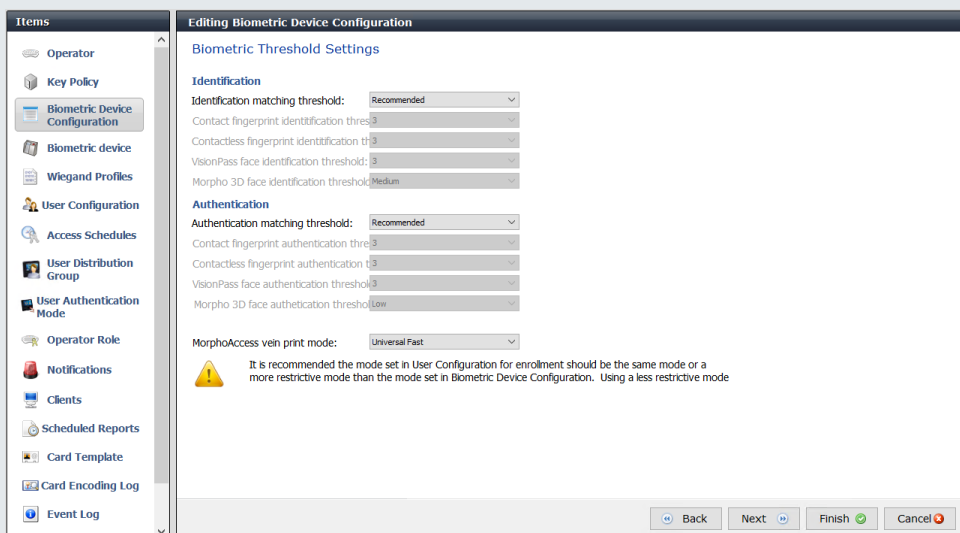 Items
Operator
Key Policy
Biometric Device
Configuration
Biometric device
Wiegand Profiles
User Configuration
Access Schedules
User Distribution
Group
User Authentication
Mode
Operator Role
Notifications
Clients
Scheduled Reports
Card Template
Card Encoding Log
Event Log
Editing Biometric Device Configuration
Biometric Threshold Settings
Identification
Identification matching threshold: Recommended
Contact fingerprint identitification thres 3
Contactless fingerprint identitification th 3
VisionPass face identification threshold: 3
Morpho 3D face identification threshold Medium
Authentication
Authentication matching threshold: Recommended
Contact fingerprint authentication thre 3
Contactless fingerprint authentication t 3
VisionPass face authentication threshold 3
Morpho 3D face authetication threshol Low
MorphoAccess vein print mode: Universal Fast
It is recommended the mode set in User Configuration for enrollment should be the same mode or a
more restrictive mode than the mode set in Biometric Device Configuration. Using a less restrictive mode
Back Next Finish Cancel